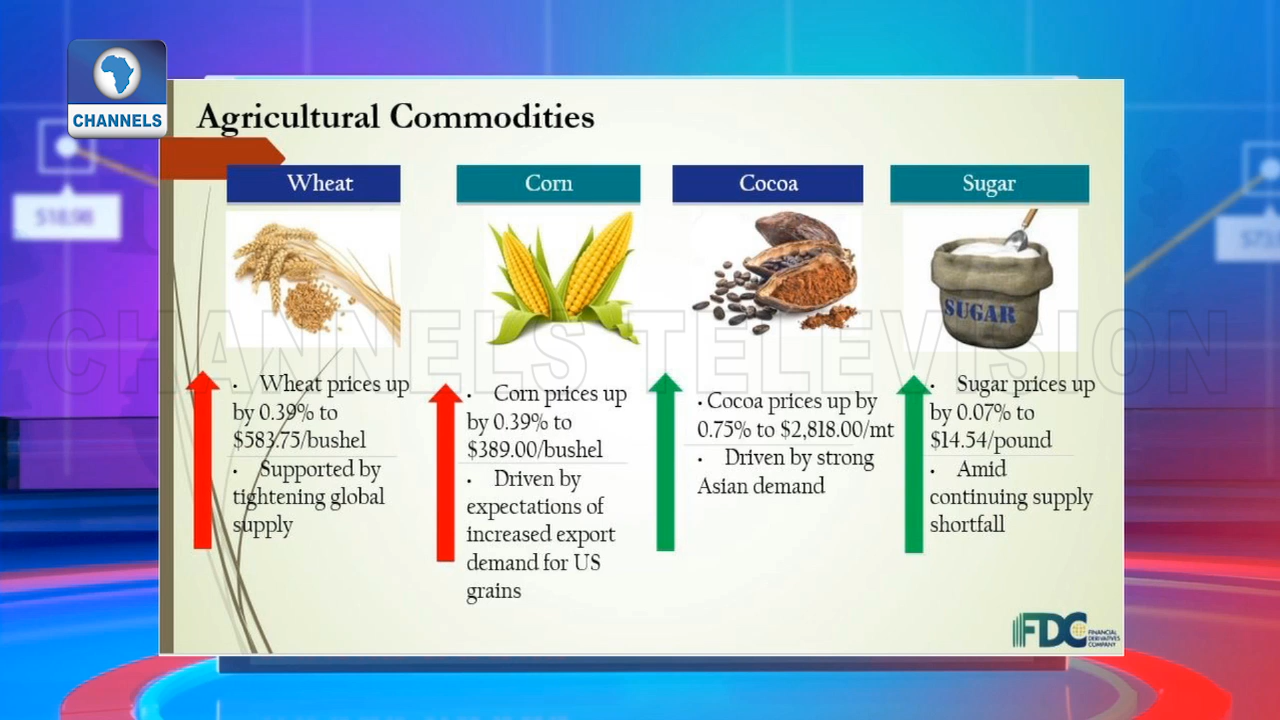 CHANNELS
Agricultural Commodities
Wheat
Corn
Cocoa
Sugar
SUGAR
CHANNELS TELEVISION
• Wheat prices up
by 0.39% to
$583.75/bushel
• Supported by
tightening global
supply
• Corn prices up
by 0.39% to
$389.00/bushel
• Driven by
expectations of
increased export
demand for US
grains
• Cocoa prices up by
0.75% to $2,818.00/mt
• Driven by strong
Asian demand
• Sugar prices up
by 0.07% to
$14.54/pound
• Amid
continuing supply
shortfall
FDC
FINANCIAL
DERIVATIVES
COMPANY